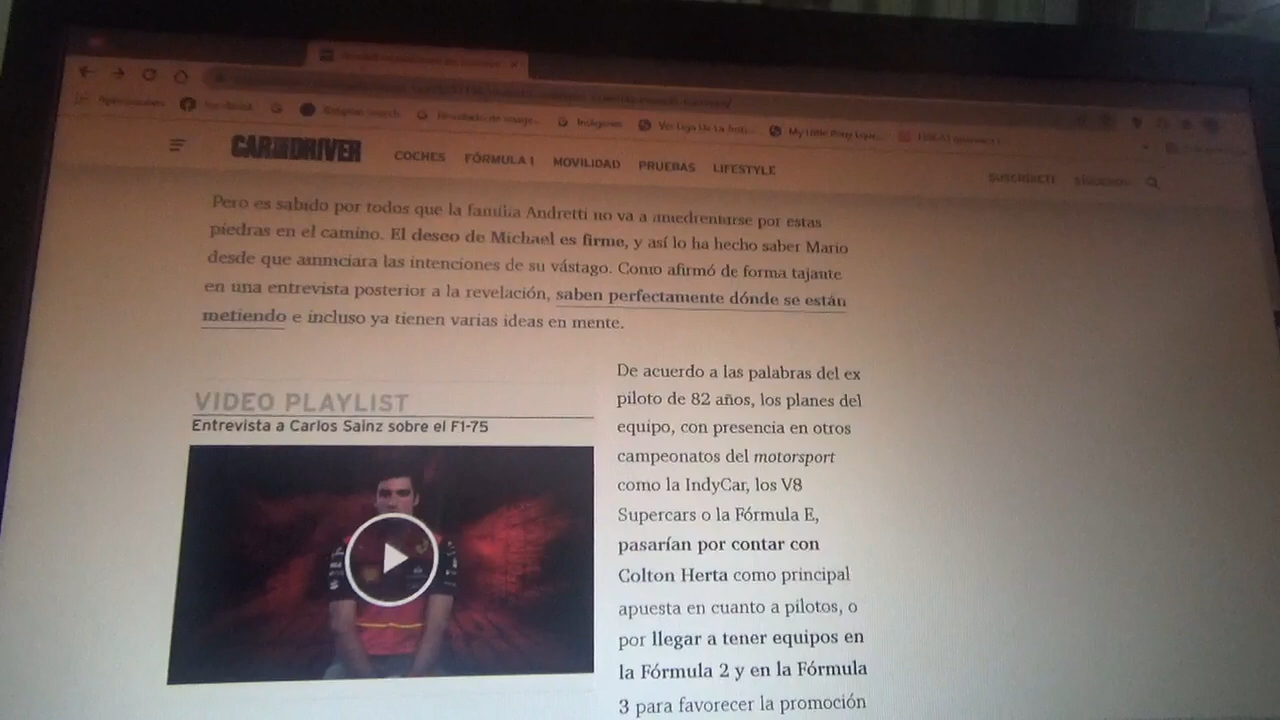 CAR AND DRIVER
COCHES FÓRMULA 1 MOVILIDAD PRUEBAS LIFESTYLE
SUSCRÍBETE SÍGUENOS
Pero es sabido por todos que la familia Andretti no va a amedrentarse por estas
piedras en el camino. El deseo de Michael es firme, y así lo ha hecho saber Mario
desde que anunciara las intenciones de su vástago. Como afirmó de forma tajante
en una entrevista posterior a la revelación, saben perfectamente dónde se están
metiendo e incluso ya tienen varias ideas en mente.
VIDEO PLAYLIST
Entrevista a Carlos Sainz sobre el F1-75
De acuerdo a las palabras del ex
piloto de 82 años, los planes del
equipo, con presencia en otros
campeonatos del motorsport
como la IndyCar, los V8
Supercars o la Fórmula E,
pasarían por contar con
Colton Herta como principal
apuesta en cuanto a pilotos, o
por llegar a tener equipos en
la Fórmula 2 y en la Fórmula
3 para favorecer la promoción